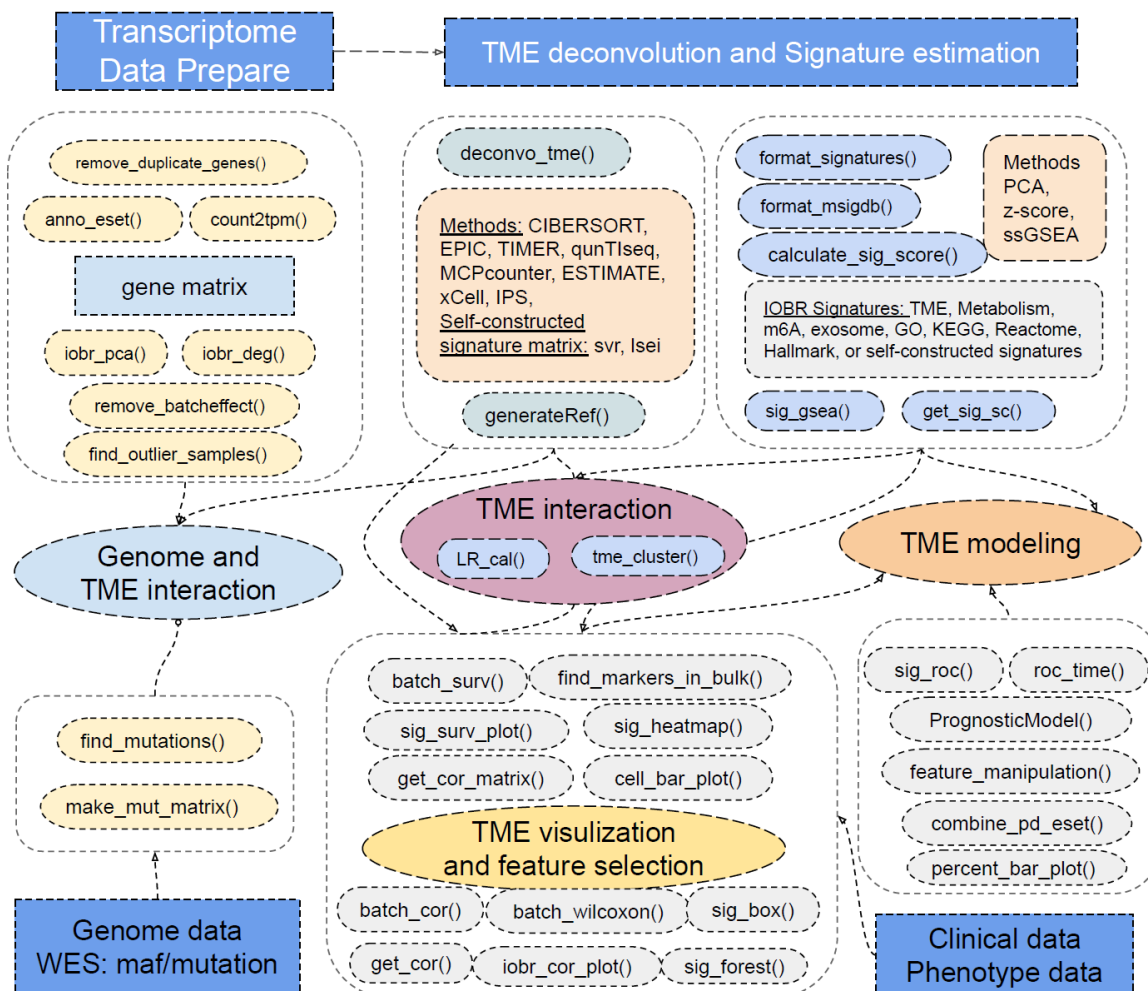 Transcriptome
Data Prepare
TME deconvolution and Signature estimation
remove_duplicate_genes()
anno_eset()
count2tpm()
gene matrix
iobr_pca()
iobr_deg()
remove_batcheffect()
find_outlier_samples()
deconvo_tme()
Methods: CIBERSORT,
EPIC, TIMER, qunTIseq,
MCPcounter, ESTIMATE,
xCell, IPS,
Self-constructed
signature matrix: svr, lsei
generateRef()
format_signatures()
format_msigdb()
calculate_sig_score()
Methods
PCA,
z-score,
ssGSEA
IOBR Signatures: TME, Metabolism,
m6A, exosome, GO, KEGG, Reactome,
Hallmark, or self-constructed signatures
sig_gsea()
get_sig_sc()
Genome and
TME interaction
TME interaction
LR_cal()
tme_cluster()
TME modeling
find_mutations()
make_mut_matrix()
Genome data
WES: maf/mutation
batch_surv()
find_markers_in_bulk()
sig_surv_plot()
sig_heatmap()
get_cor_matrix()
cell_bar_plot()
TME visulization
and feature selection
batch_cor()
batch_wilcoxon()
sig_box()
get_cor()
iobr_cor_plot()
sig_forest()
sig_roc()
roc_time()
PrognosticModel()
feature_manipulation()
combine_pd_eset()
percent_bar_plot()
Clinical data
Phenotype data